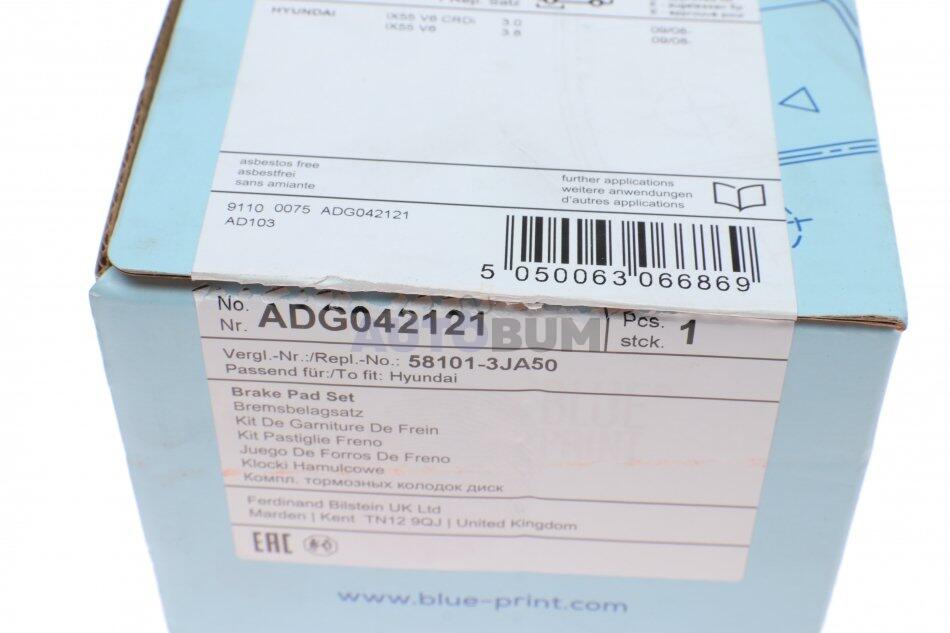 HYUNDAI IX55 V6 CRDi 3.0 09/08-
IX55 V6 3.8 09/08-
asbestos free
asbestfrei
sans amiante
further applications
weitere anwendungen
d'autres applications
9110 0075 ADG042121
AD103
5 050063 066869
No.
Nr. ADG042121
Pcs.
stck. 1
AUTOBUM
Vergl.-Nr.:/Repl.-No.: 58101-3JA50
Passend für:/To fit: Hyundai
Brake Pad Set
Bremsbelagsatz
Kit De Garniture De Frein
Kit Pastiglie Freno
Juego De Forros De Freno
Klocki Hamulcowe
Компл. тормозных колодок диск
BLUE
PRINT
Ferdinand Bilstein UK Ltd
Marden | Kent TN12 9QJ | United Kingdom
EAC
www.blue-print.com